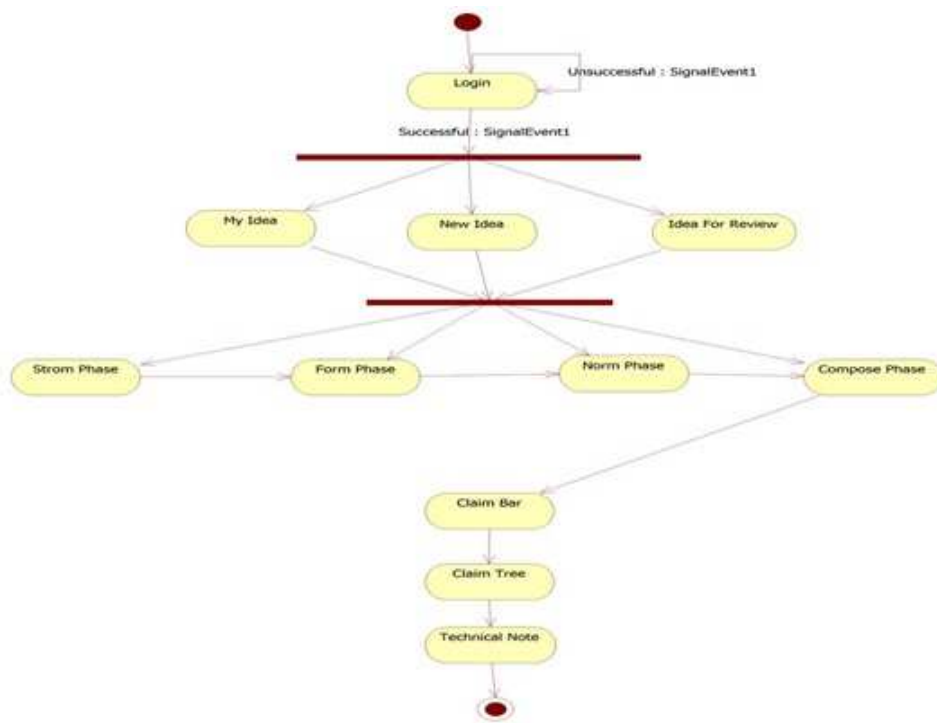 Login
Unsuccessful : SignalEvent1
Successful : SignalEvent1
My Idea
New Idea
Idea For Review
Strom Phase
Form Phase
Norm Phase
Compose Phase
Claim Bar
Claim Tree
Technical Note